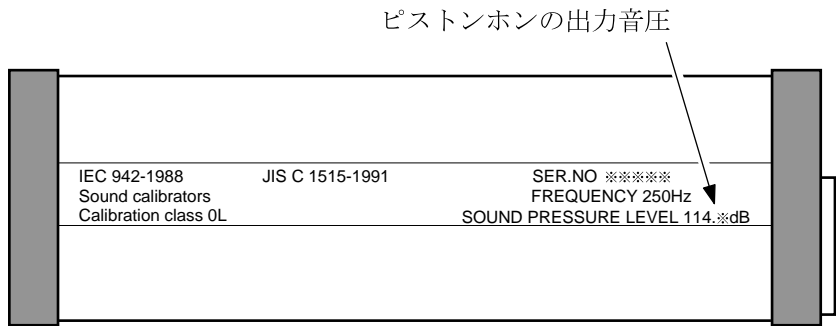 ピストンホンの出力音圧
IEC 942-1988 JIS C 1515-1991 SER.NO ※※※※※
Sound calibrators FREQUENCY 250Hz
Calibration class 0L SOUND PRESSURE LEVEL 114.※dB